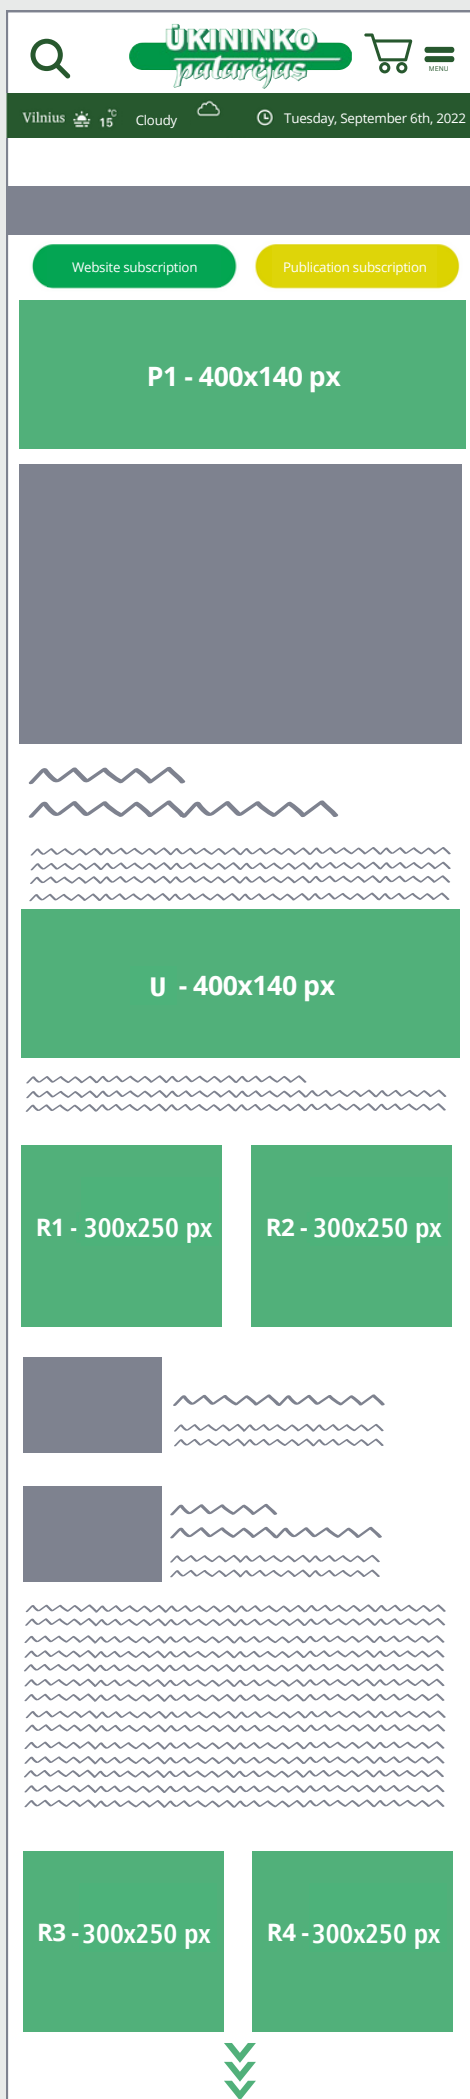 ŪKININKO
patarėjas
MENU
Vilnius 15 °C Cloudy Tuesday, September 6th, 2022
Website subscription Publication subscription
P1 - 400x140 px
U - 400x140 px
R1 - 300x250 px R2 - 300x250 px
R3 - 300x250 px R4 - 300x250 px